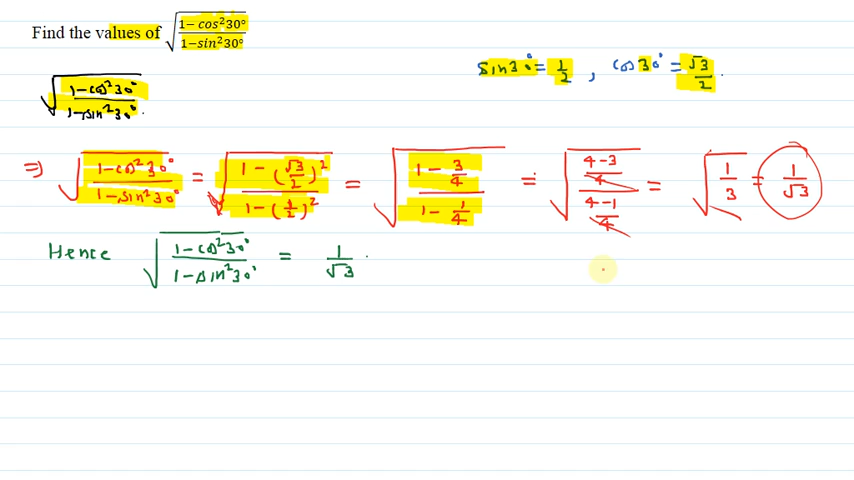 Find the values of √((1− cos²30°)/(1−sin²30°))
sin30° = 1/2 , cos 30° = √3/2 .
√((1−cos²30°)/(1−sin²30°)) .
⇒ √((1−cos²30°)/(1−sin²30°)) = √((1−(√3/2)²)/(1−(1/2)²)) = √((1−3/4)/(1−1/4)) = √(((4−3)/4)/((4−1)/4)) = √(1/3) = 1/√3
Hence √((1−cos²30°)/(1−sin²30°)) = 1/√3 .